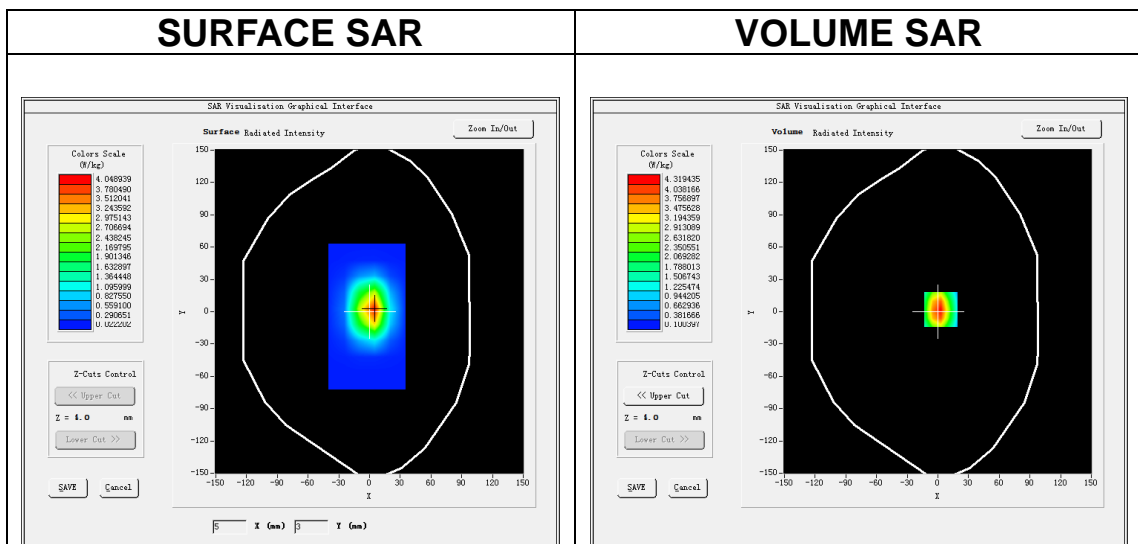 SURFACE SAR
VOLUME SAR
SAR Visualisation Graphical Interface
Surface Radiated Intensity
Zoom In/Out
Colors Scale
(W/kg)
4.048939
3.780490
3.512041
3.243592
2.975143
2.706694
2.438245
2.169795
1.901346
1.632897
1.364448
1.095999
0.827550
0.559100
0.290651
0.022202
150
120
90
60
30
0
-30
-60
-90
-120
-150
Y
-150 -120 -90 -60 -30 0 30 60 90 120 150
X
Z-Cuts Control
<< Upper Cut
Z = 4.0 mm
Lower Cut >>
SAVE Cancel
5 X (mm) 3 Y (mm)
SAR Visualisation Graphical Interface
Volume Radiated Intensity
Zoom In/Out
Colors Scale
(W/kg)
4.319435
4.038166
3.756897
3.475628
3.194359
2.913089
2.631820
2.350551
2.069282
1.788013
1.506743
1.225474
0.944205
0.662936
0.381666
0.100397
150
120
90
60
30
0
-30
-60
-90
-120
-150
Y
-150 -120 -90 -60 -30 0 30 60 90 120 150
X
Z-Cuts Control
<< Upper Cut
Z = 4.0 mm
Lower Cut >>
SAVE Cancel